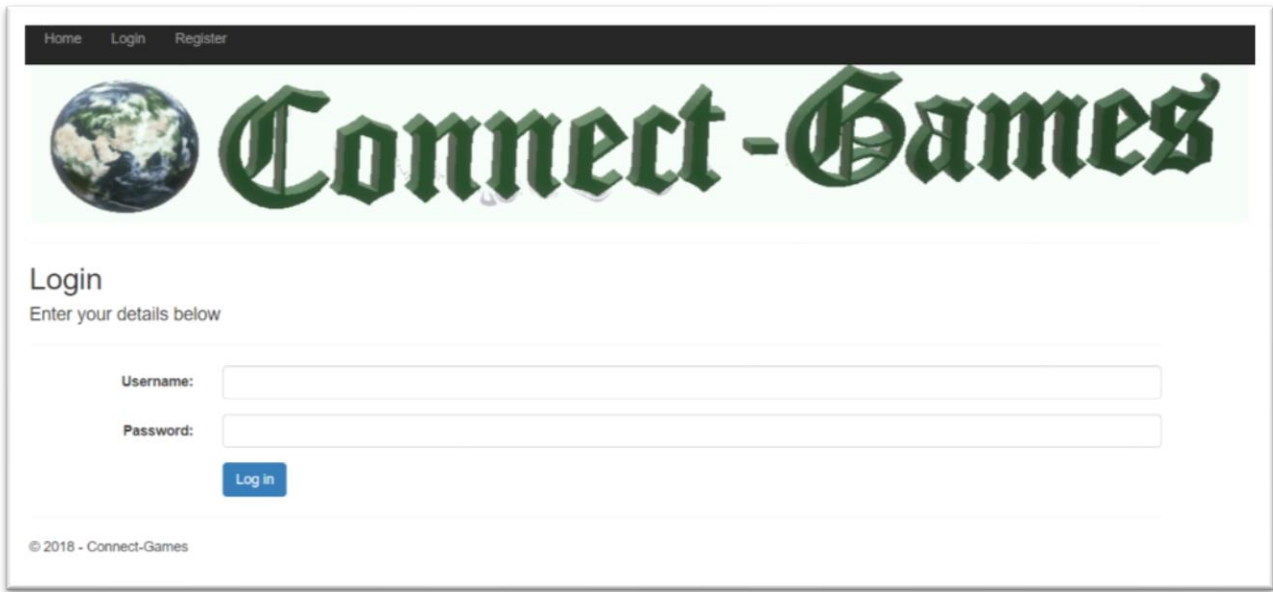 Home Login Register
Connect-Games
Login
Enter your details below
Username:
Password:
Log in
© 2018 - Connect-Games